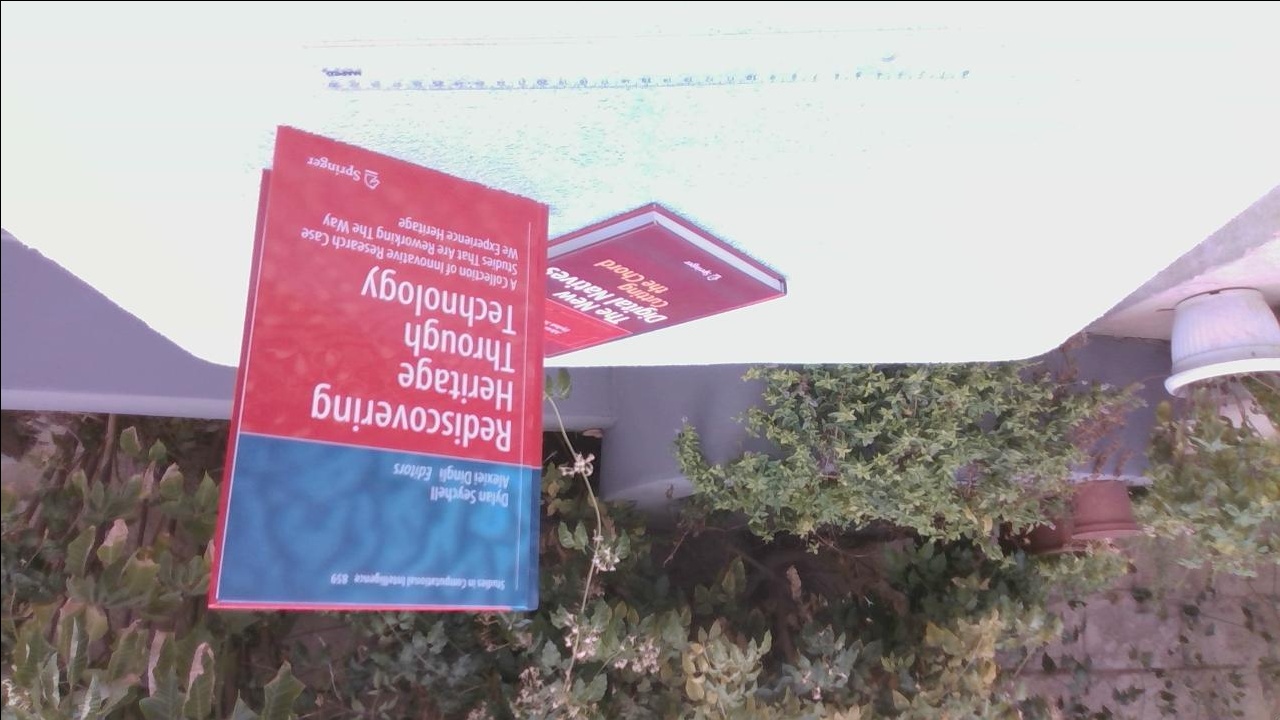 Studies in Computational Intelligence 859
Dylan Seychell
Alexiei Dingli Editors
Rediscovering
Heritage
Through
Technology
A Collection of Innovative Research Case
Studies That Are Reworking The Way
We Experience Heritage
Springer
The New
Digital Natives
Cutting
the Chord
Springer